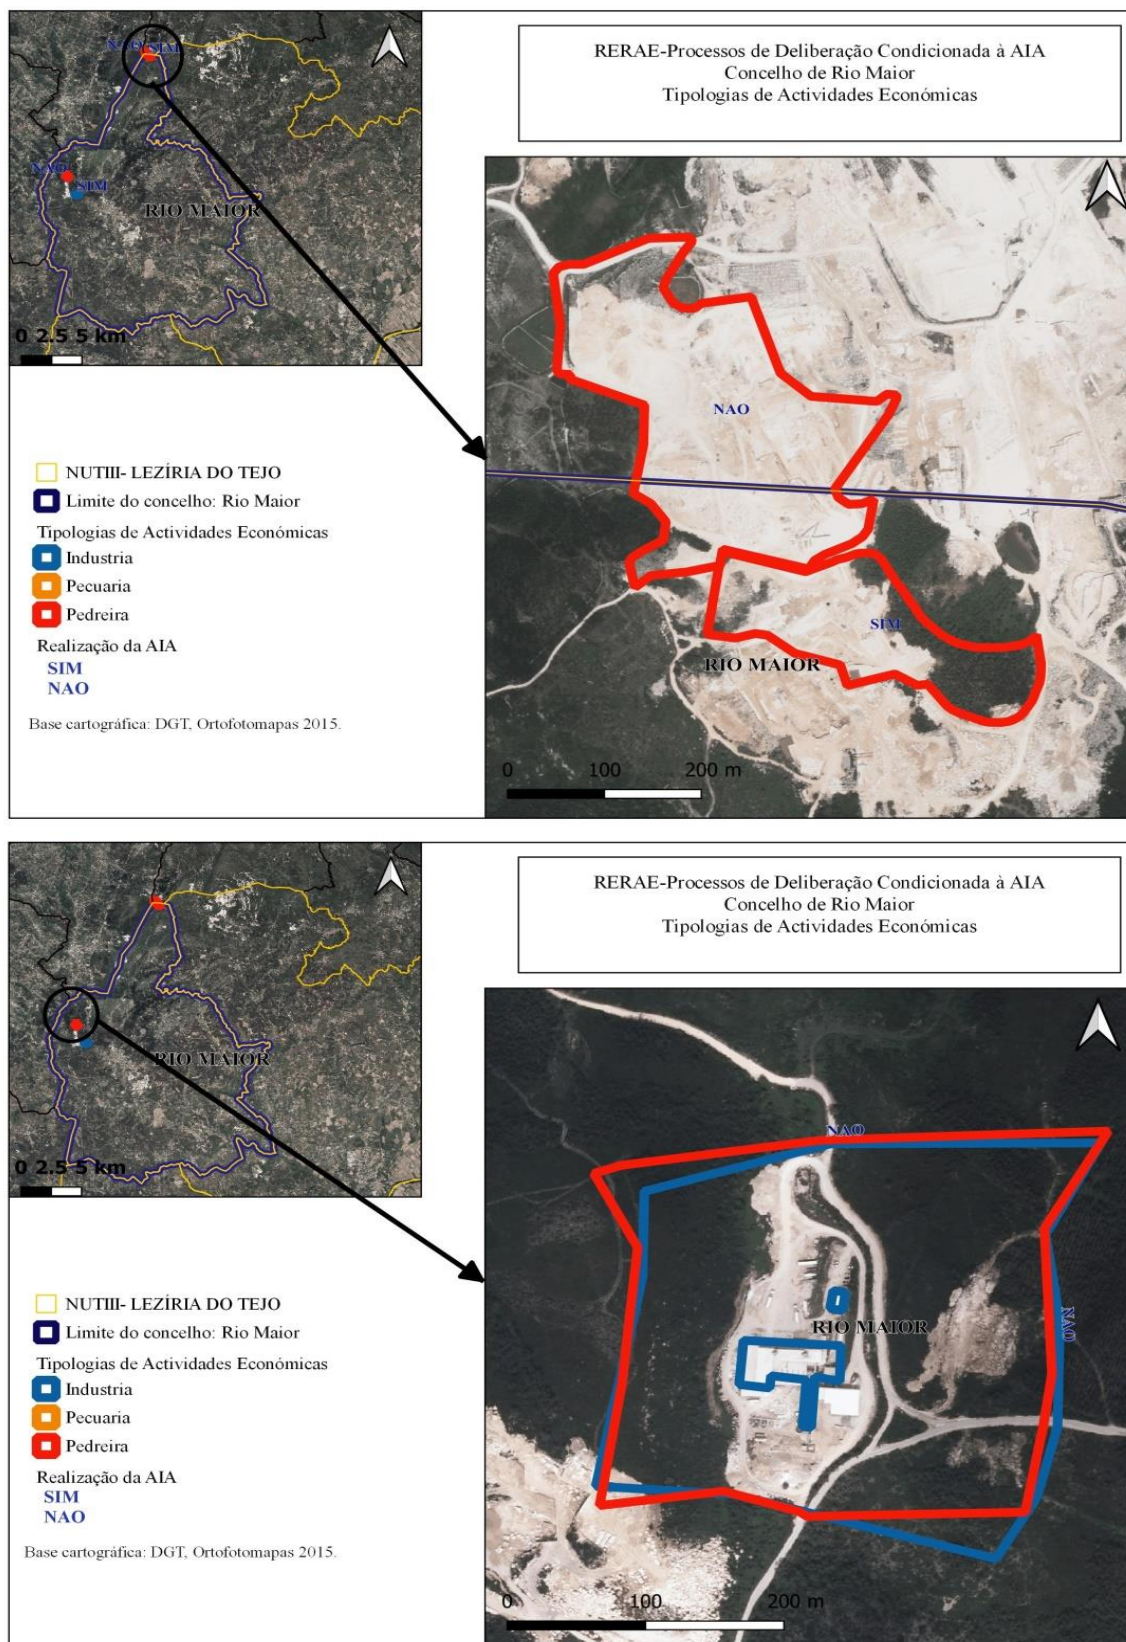 NAO SIM
NAO
SIM
RIO MAIOR
0 2.5 5 km
RERAE-Processos de Deliberação Condicionada à AIA
Concelho de Rio Maior
Tipologias de Actividades Económicas
NAO
SIM
RIO MAIOR
0 100 200 m
NUTIII- LEZÍRIA DO TEJO
Limite do concelho: Rio Maior
Tipologias de Actividades Económicas
Industria
Pecuaria
Pedreira
Realização da AIA
SIM
NAO
Base cartográfica: DGT, Ortofotomapas 2015.
RIO MAIOR
0 2.5 5 km
RERAE-Processos de Deliberação Condicionada à AIA
Concelho de Rio Maior
Tipologias de Actividades Económicas
NAO
NAO
RIO MAIOR
0 100 200 m
NUTIII- LEZÍRIA DO TEJO
Limite do concelho: Rio Maior
Tipologias de Actividades Económicas
Industria
Pecuaria
Pedreira
Realização da AIA
SIM
NAO
Base cartográfica: DGT, Ortofotomapas 2015.